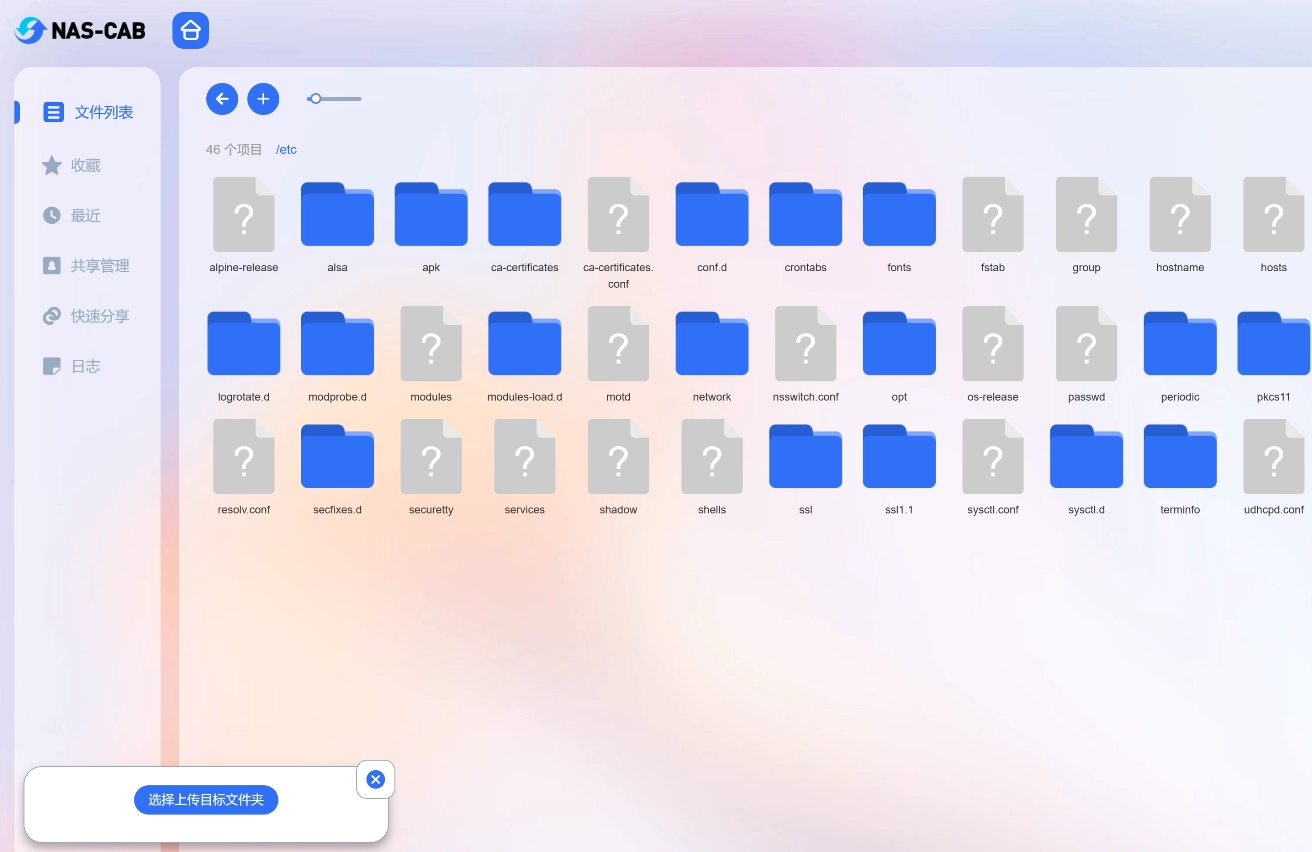 NAS-CAB
文件列表
收藏
最近
共享管理
快速分享
日志
46 个项目 /etc
alpine-release alsa apk ca-certificates ca-certificates.conf conf.d crontabs fonts fstab group hostname hosts
logrotate.d modprobe.d modules modules-load.d motd network nsswitch.conf opt os-release passwd periodic pkcs11
resolv.conf secfixes.d securetty services shadow shells ssl ssl1.1 sysctl.conf sysctl.d terminfo udhcpd.conf
选择上传目标文件夹